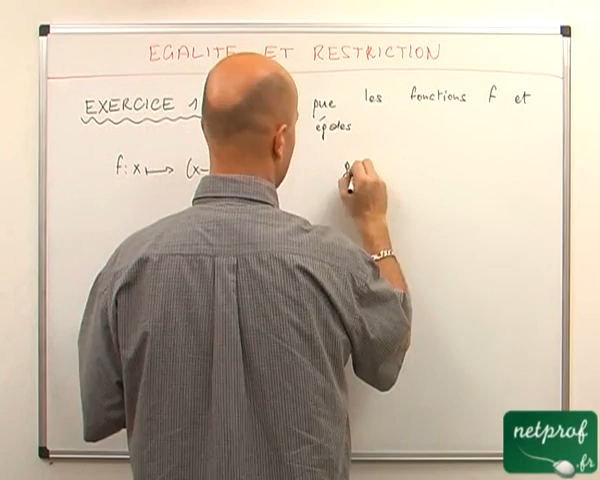 EGALITE ET RESTRICTION
EXERCICE 1 que les fonctions f et
égales
f: x ⟼ (x-
netprof
.fr